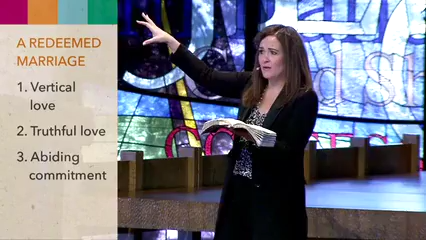 A REDEEMED
MARRIAGE
1. Vertical
love
2. Truthful love
3. Abiding
commitment